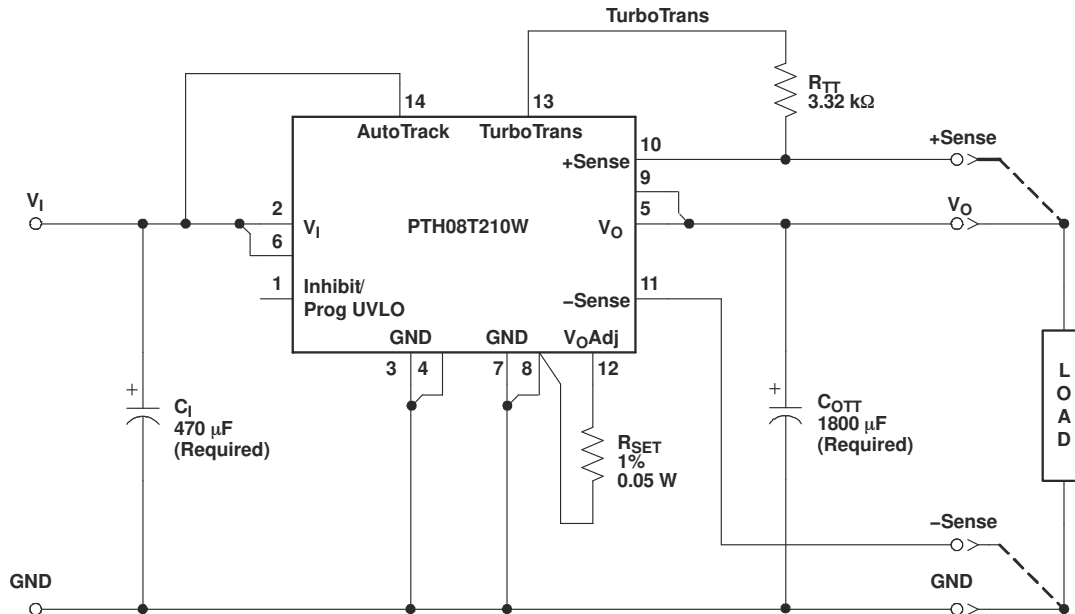 TurboTrans
R_TT
3.32 kΩ
14
13
AutoTrack
TurboTrans
10
+Sense
+Sense
9
V_I
2
V_I
PTH08T210W
V_O
5
V_O
6
1
Inhibit/
Prog UVLO
−Sense
11
GND
GND
V_OAdj
3
4
7
8
12
+
C_I
470 μF
(Required)
R_SET
1%
0.05 W
+
C_OTT
1800 μF
(Required)
LOAD
−Sense
GND
GND